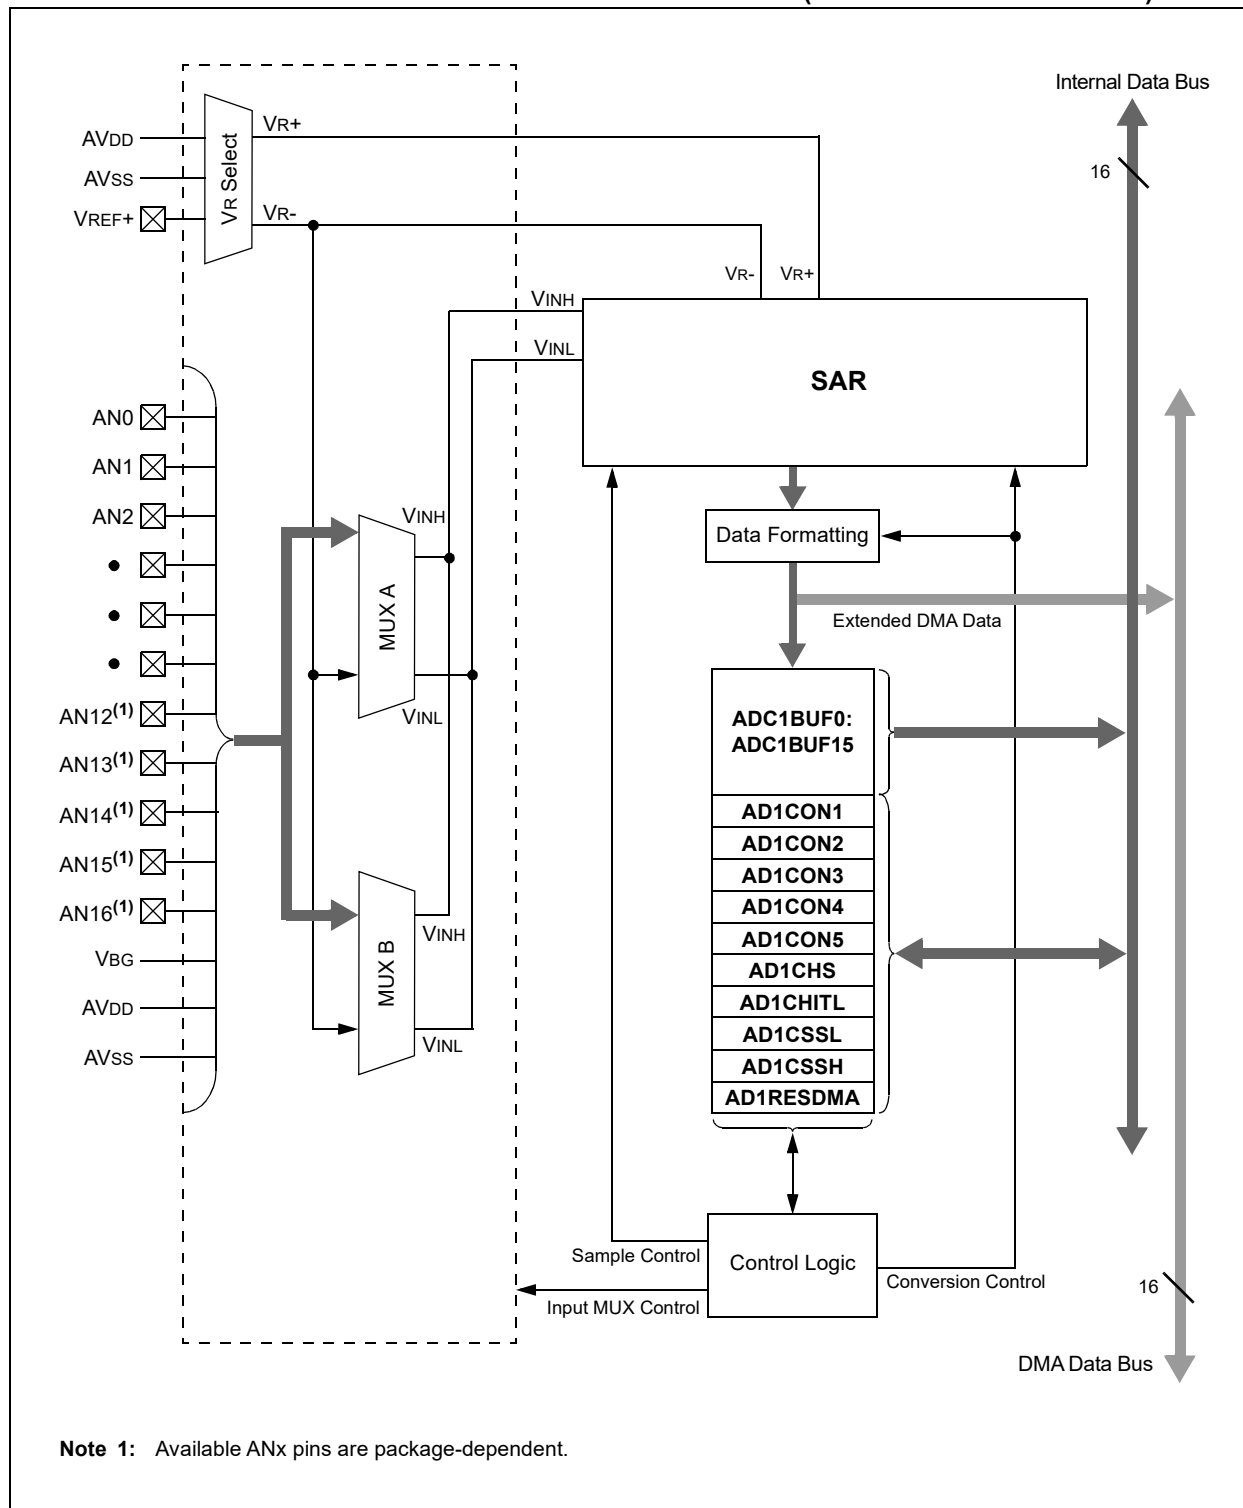 Internal Data Bus
16
AVDD
AVSS
VREF+
VR Select
VR+
VR-
VR-
VR+
VINH
VINL
SAR
AN0
AN1
AN2
AN12(1)
AN13(1)
AN14(1)
AN15(1)
AN16(1)
VBG
AVDD
AVSS
VINH
MUX A
VINL
MUX B
VINH
VINL
Data Formatting
Extended DMA Data
ADC1BUF0:
ADC1BUF15
AD1CON1
AD1CON2
AD1CON3
AD1CON4
AD1CON5
AD1CHS
AD1CHITL
AD1CSSL
AD1CSSH
AD1RESDMA
Control Logic
Sample Control
Input MUX Control
Conversion Control
16
DMA Data Bus
Note 1: Available ANx pins are package-dependent.